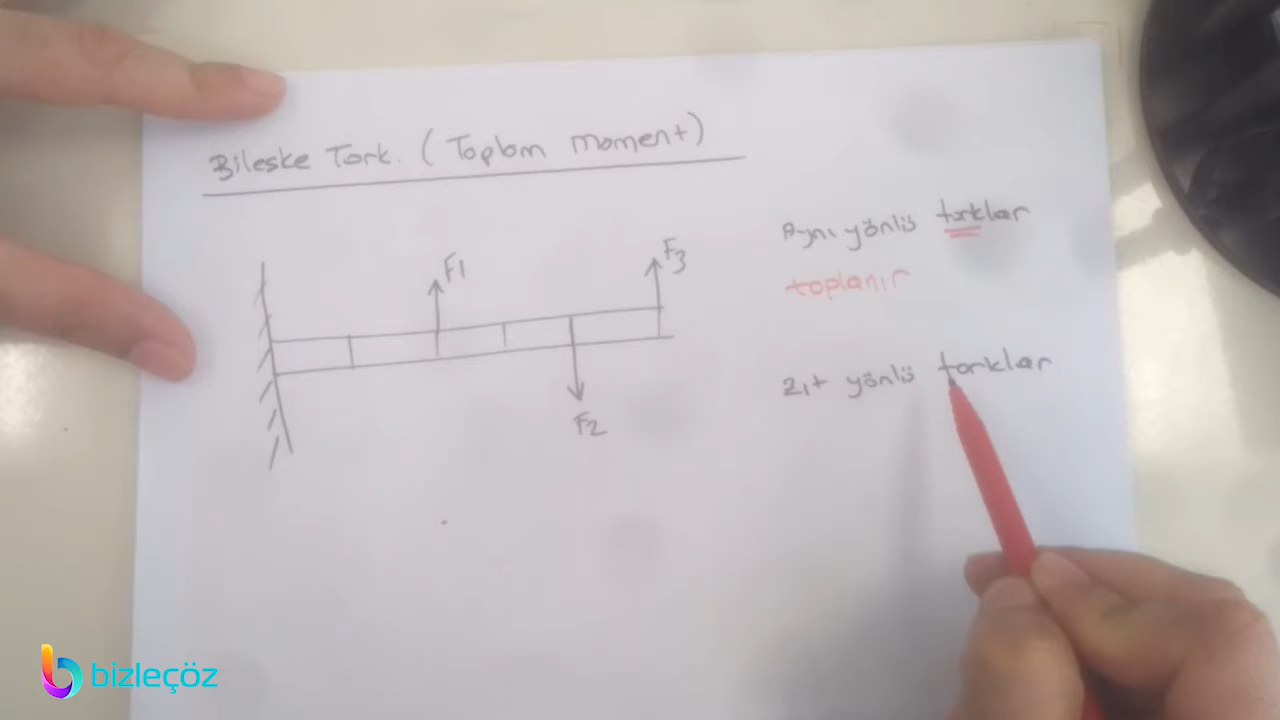 Bileske Tork. (Toplam moment)
F1
F3
F2
Aynı yönlü torklar
toplanır
Zıt yönlü torklar
bizleçöz